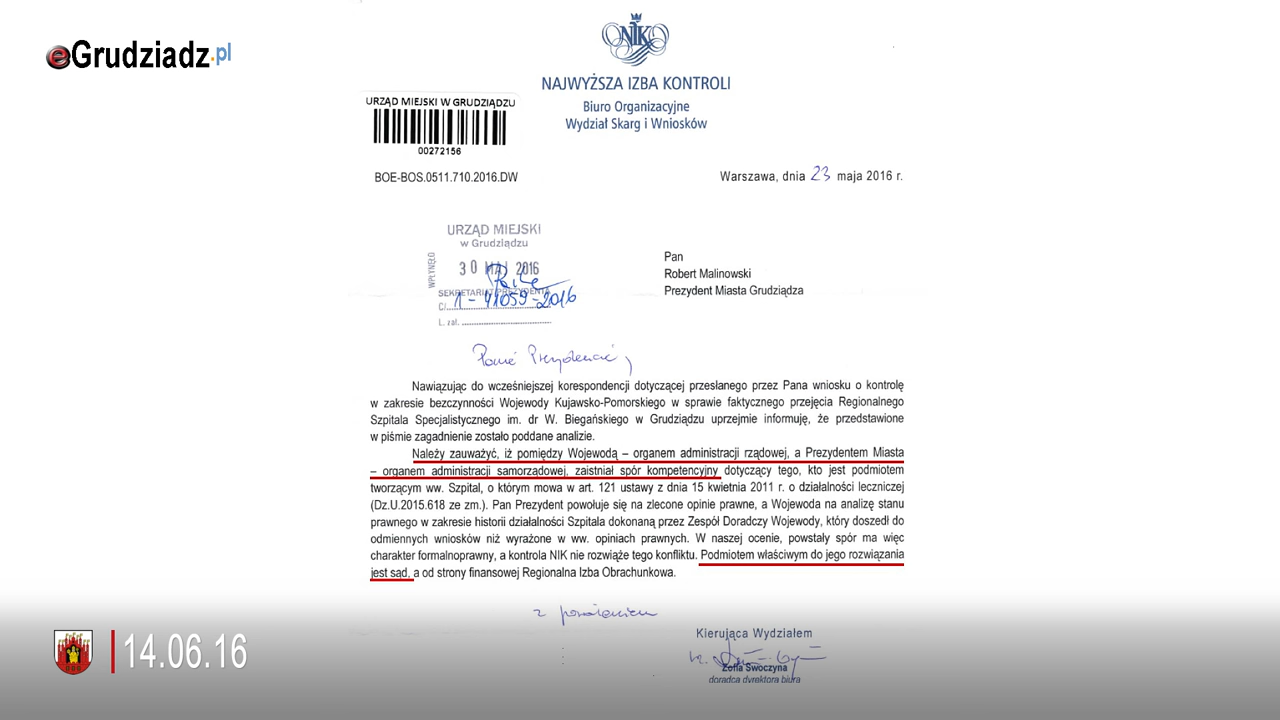 eGrudziadz.pl
NIK
NAJWYŻSZA IZBA KONTROLI
Biuro Organizacyjne
Wydział Skarg i Wniosków
URZĄD MIEJSKI W GRUDZIĄDZU
00272156
BOE-BOS.0511.710.2016.DW
Warszawa, dnia 23 maja 2016 r.
URZĄD MIEJSKI
w Grudziądzu
WPŁYNĘŁO
30 MAJ 2016
SEKRETARIAT PREZYDENTA
1-41059-2016
L. zał.
Pan
Robert Malinowski
Prezydent Miasta Grudziądza
Panie Prezydencie,
Nawiązując do wcześniejszej korespondencji dotyczącej przesłanego przez Pana wniosku o kontrolę
w zakresie bezczynności Wojewody Kujawsko-Pomorskiego w sprawie faktycznego przejęcia Regionalnego
Szpitala Specjalistycznego im. dr W. Biegańskiego w Grudziądzu uprzejmie informuję, że przedstawione
w piśmie zagadnienie zostało poddane analizie.
Należy zauważyć, iż pomiędzy Wojewodą – organem administracji rządowej, a Prezydentem Miasta
– organem administracji samorządowej, zaistniał spór kompetencyjny dotyczący tego, kto jest podmiotem
tworzącym ww. Szpital, o którym mowa w art. 121 ustawy z dnia 15 kwietnia 2011 r. o działalności leczniczej
(Dz.U.2015.618 ze zm.). Pan Prezydent powołuje się na zlecone opinie prawne, a Wojewoda na analizę stanu
prawnego w zakresie historii działalności Szpitala dokonaną przez Zespół Doradczy Wojewody, który doszedł do
odmiennych wniosków niż wyrażone w ww. opiniach prawnych. W naszej ocenie, powstały spór ma więc
charakter formalnoprawny, a kontrola NIK nie rozwiąże tego konfliktu. Podmiotem właściwym do jego rozwiązania
jest sąd, a od strony finansowej Regionalna Izba Obrachunkowa.
z poważaniem
Kierująca Wydziałem
Zofia Swoczyna
doradca dyrektora biura
14.06.16